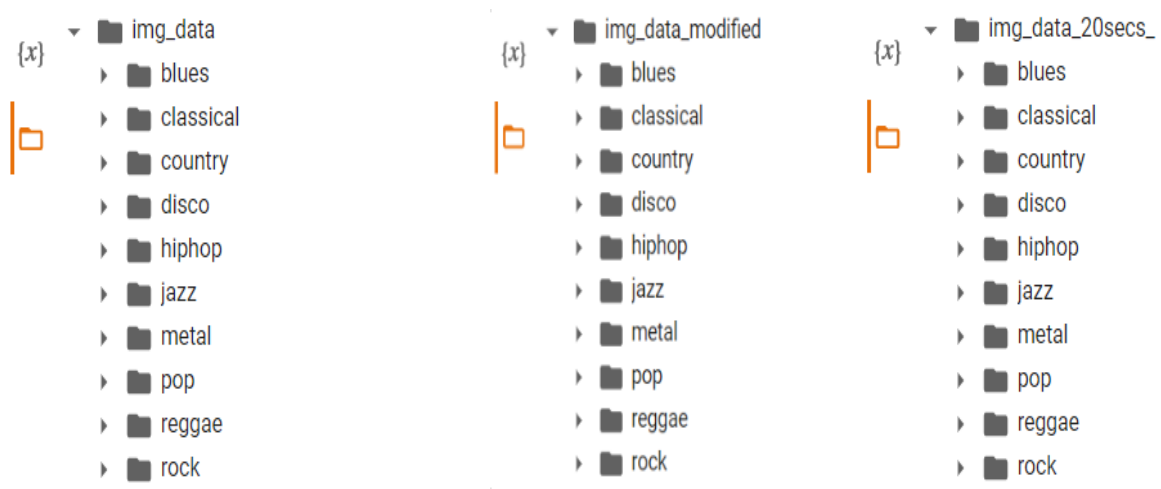 img_data
{x}
blues
classical
country
disco
hiphop
jazz
metal
pop
reggae
rock
img_data_modified
{x}
blues
classical
country
disco
hiphop
jazz
metal
pop
reggae
rock
img_data_20secs_
{x}
blues
classical
country
disco
hiphop
jazz
metal
pop
reggae
rock